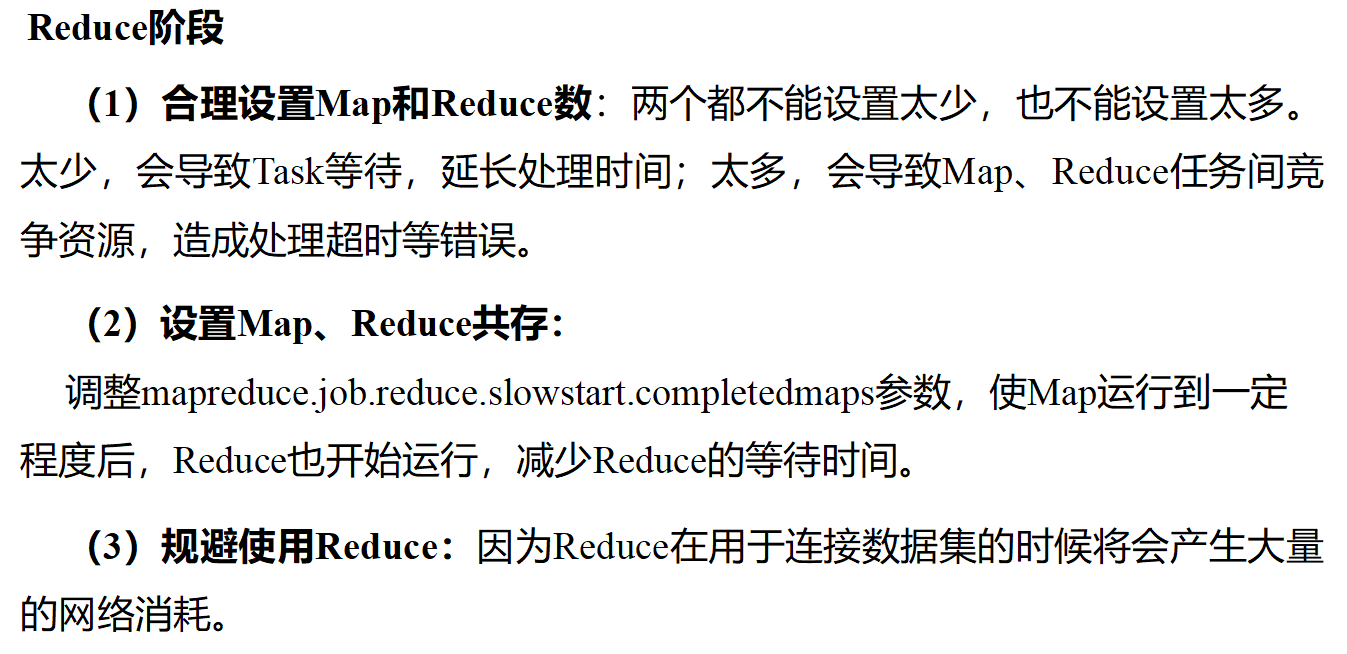 Reduce阶段
（1）合理设置Map和Reduce数：两个都不能设置太少，也不能设置太多。
太少，会导致Task等待，延长处理时间；太多，会导致Map、Reduce任务间竞
争资源，造成处理超时等错误。
（2）设置Map、Reduce共存：
调整mapreduce.job.reduce.slowstart.completedmaps参数，使Map运行到一定
程度后，Reduce也开始运行，减少Reduce的等待时间。
（3）规避使用Reduce：因为Reduce在用于连接数据集的时候将会产生大量
的网络消耗。